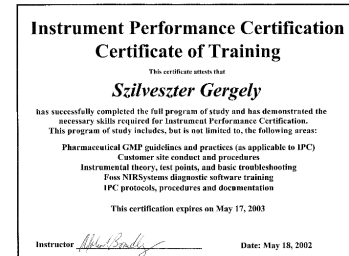 Instrument Performance Certification
Certificate of Training
This certificate attests that
Szilveszter Gergely
has successfully completed the full program of study and has demonstrated the
necessary skills required for Instrument Performance Certification.
This program of study includes, but is not limited to, the following areas:
Pharmaceutical GMP guidelines and practices (as applicable to IPC)
Customer site conduct and procedures
Instrumental theory, test points, and basic troubleshooting
Foss NIRSystems diagnostic software training
IPC protocols, procedures and documentation
This certification expires on May 17, 2003
Instructor
Date: May 18, 2002